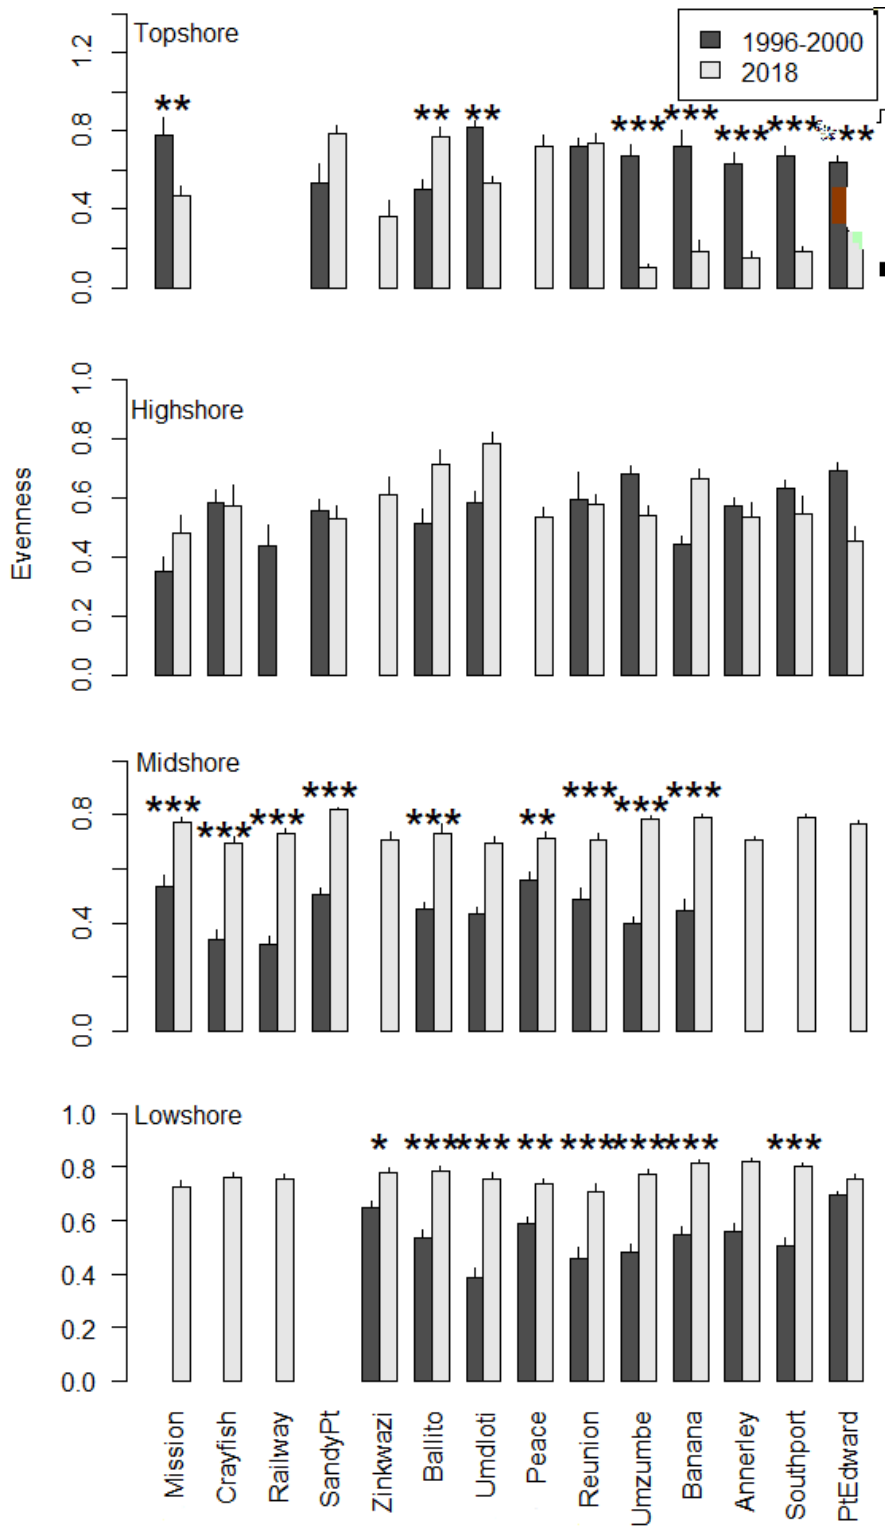 Topshore
1996-2000
2018
** ** ** *** *** *** *** ***
1.2
0.8
0.4
0.0
Highshore
1.0
0.8
0.6
0.4
0.2
0.0
Evenness
Midshore
*** *** *** *** *** ** *** *** ***
0.8
0.4
0.0
Lowshore
* *** *** ** *** *** *** ***
1.0
0.8
0.6
0.4
0.2
0.0
Mission
Crayfish
Railway
SandyPt
Zinkwazi
Ballito
Umdloti
Peace
Reunion
Umzumbe
Banana
Annerley
Southport
PtEdward